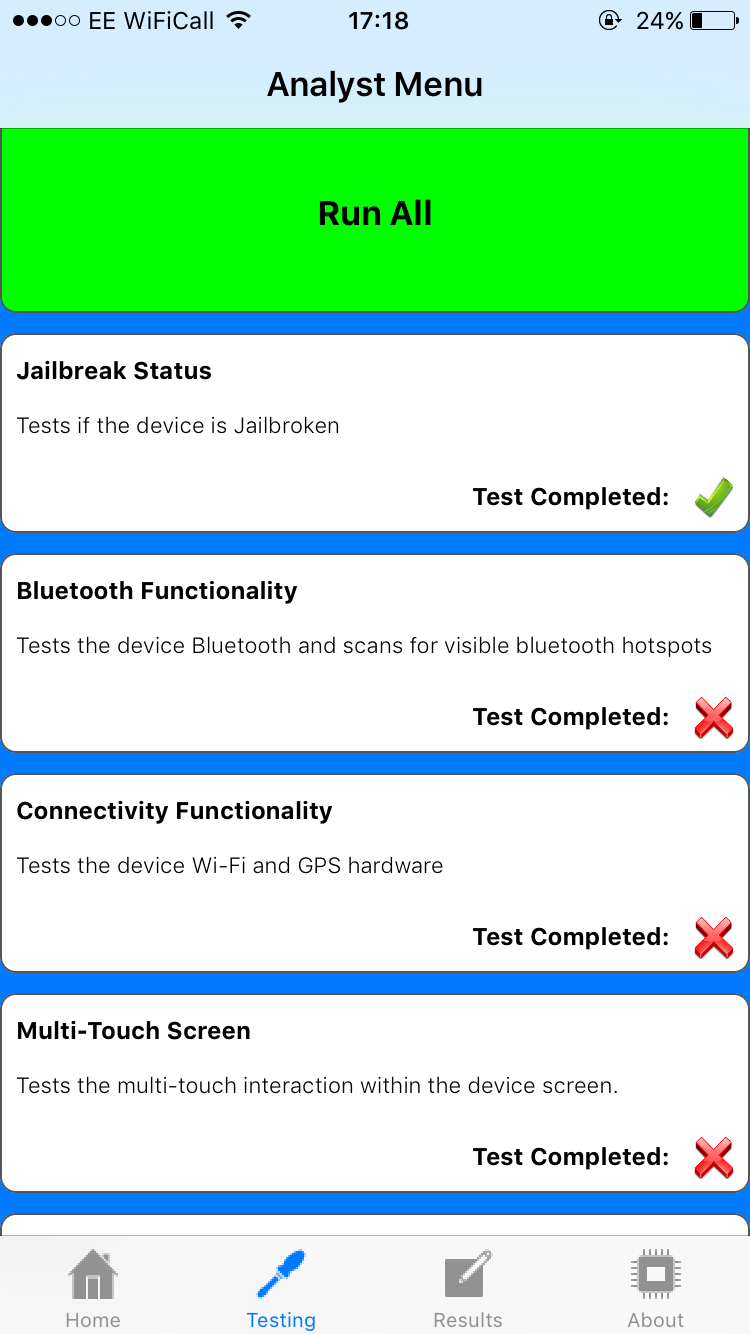 EE WiFiCall 17:18 24%
Analyst Menu
Run All
Jailbreak Status
Tests if the device is Jailbroken
Test Completed:
Bluetooth Functionality
Tests the device Bluetooth and scans for visible bluetooth hotspots
Test Completed:
Connectivity Functionality
Tests the device Wi-Fi and GPS hardware
Test Completed:
Multi-Touch Screen
Tests the multi-touch interaction within the device screen.
Test Completed:
Home Testing Results About